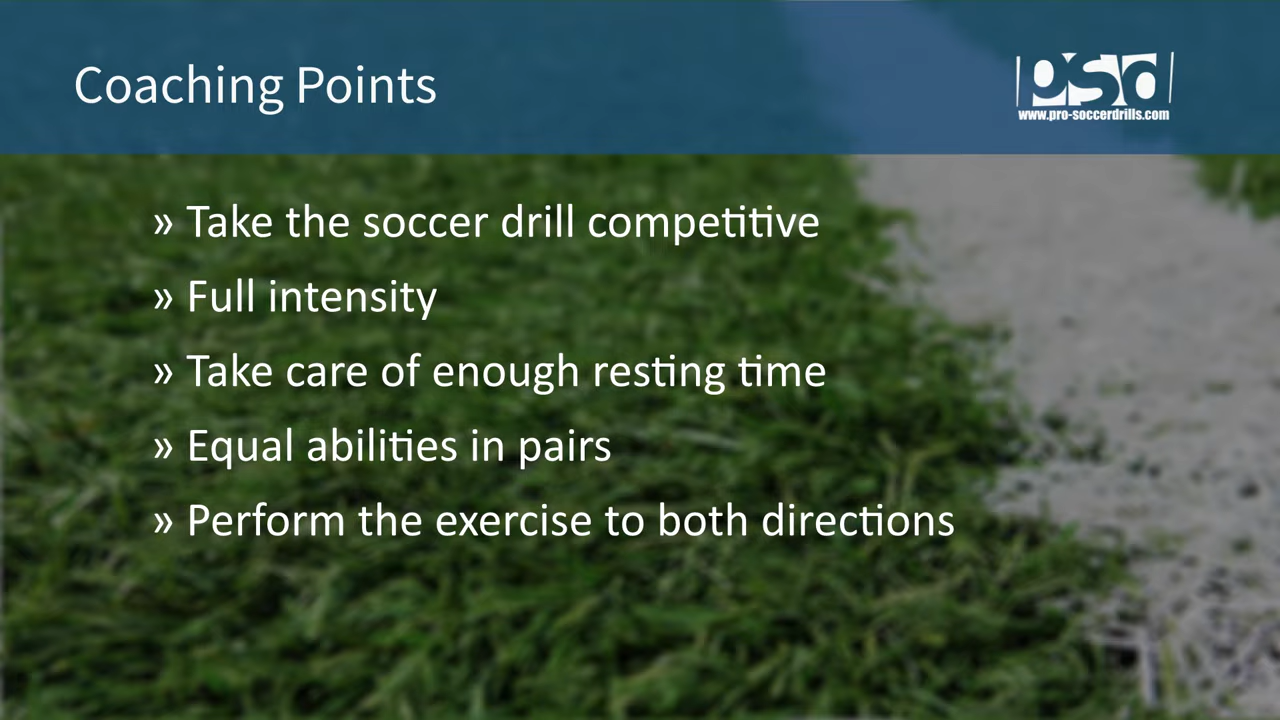 Coaching Points
psd
www.pro-soccerdrills.com
» Take the soccer drill competitive
» Full intensity
» Take care of enough resting time
» Equal abilities in pairs
» Perform the exercise to both directions